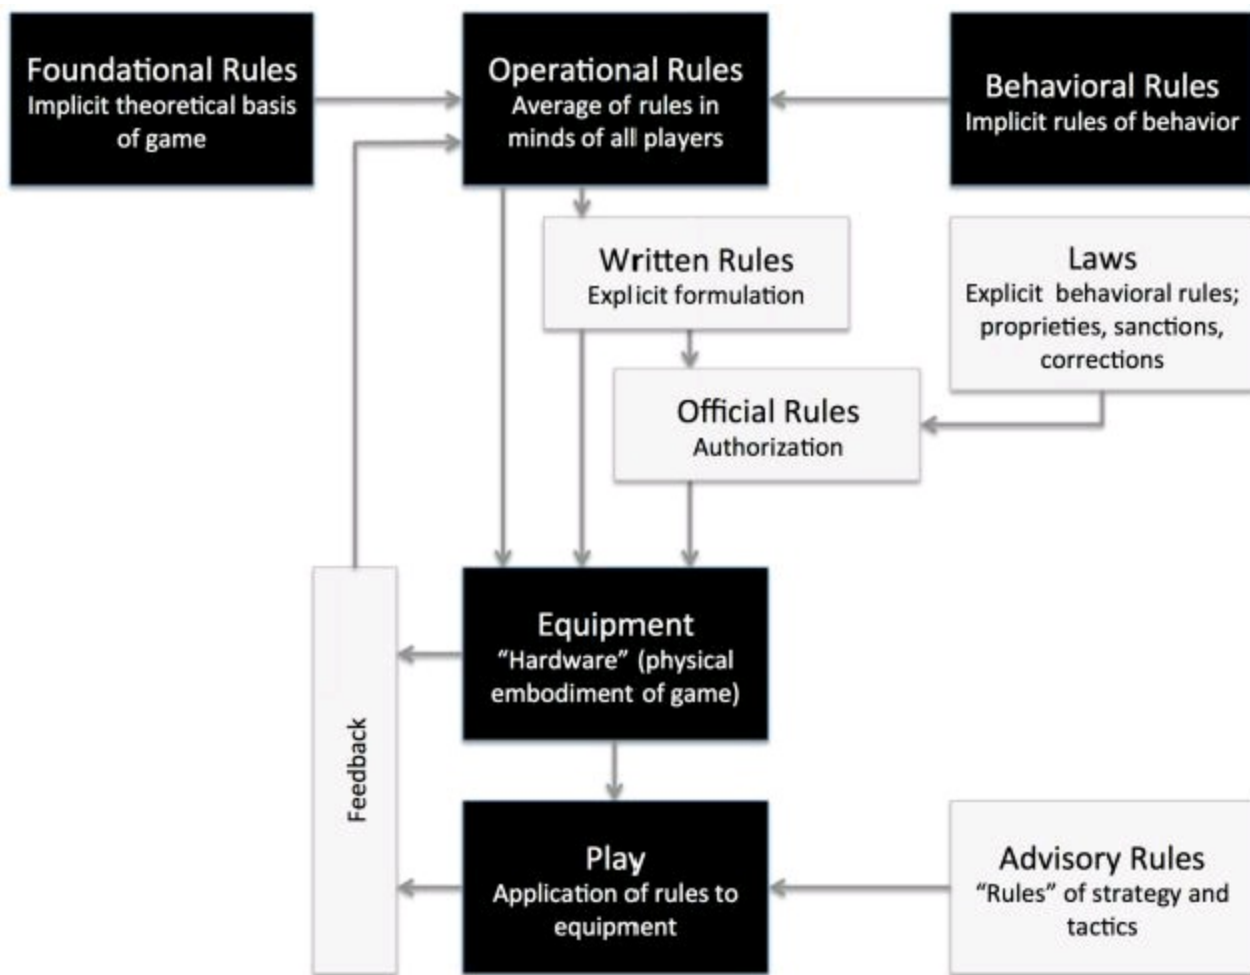 Foundational Rules
Implicit theoretical basis
of game
Operational Rules
Average of rules in
minds of all players
Behavioral Rules
Implicit rules of behavior
Written Rules
Explicit formulation
Laws
Explicit behavioral rules;
proprieties, sanctions,
corrections
Official Rules
Authorization
Equipment
“Hardware” (physical
embodiment of game)
Feedback
Play
Application of rules to
equipment
Advisory Rules
“Rules” of strategy and
tactics